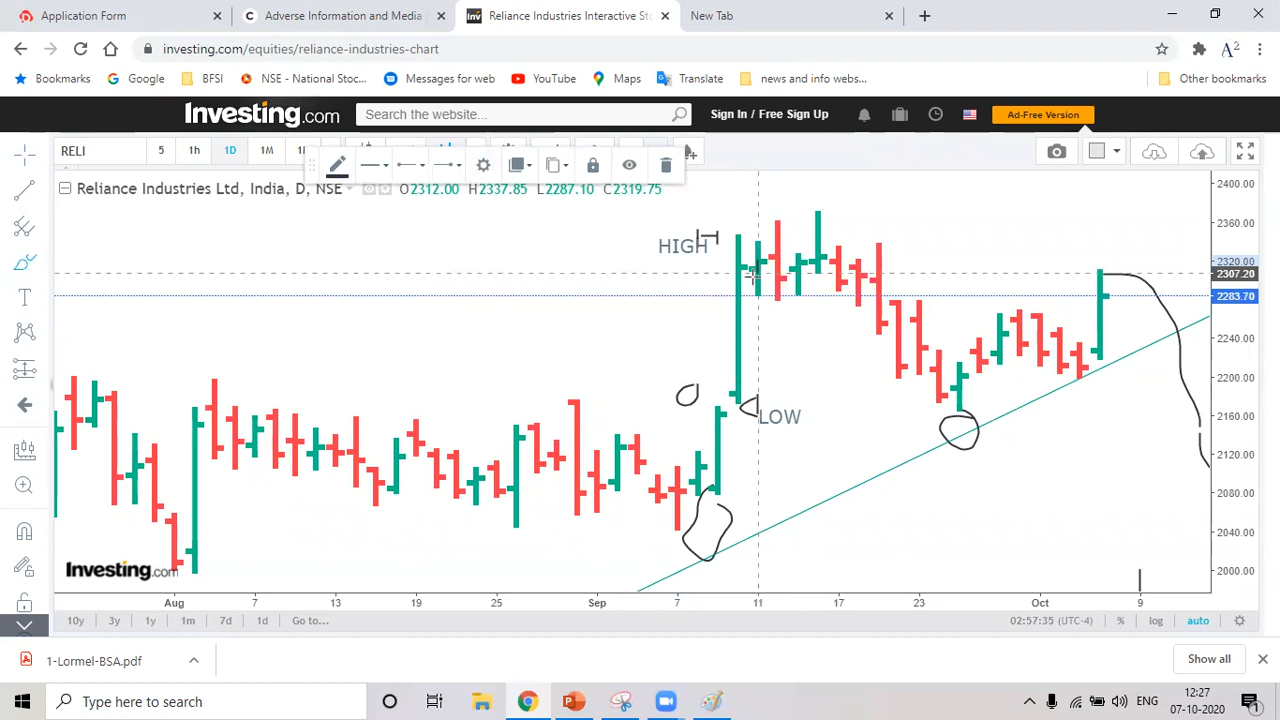 Application Form
Adverse Information and Media
Reliance Industries Interactive Sto
New Tab
investing.com/equities/reliance-industries-chart
Bookmarks
Google
BFSI
NSE - National Stoc...
Messages for web
YouTube
Maps
Translate
news and info webs...
Other bookmarks
Investing.com
Search the website...
Sign In / Free Sign Up
Ad-Free Version
RELI
5
1h
1D
1M
Reliance Industries Ltd, India, D, NSE
O2312.00 H2337.85 L2287.10 C2319.75
2400.00
2360.00
2320.00
2307.20
2283.70
2240.00
2200.00
2160.00
2120.00
2080.00
2040.00
2000.00
HIGH
LOW
Investing.com
Aug 7 13 19 25 Sep 7 11 17 23 Oct 9
10y 3y 1y 1m 7d 1d Go to...
02:57:35 (UTC-4) % log auto
1-Lormel-BSA.pdf
Show all
Type here to search
12:27
07-10-2020